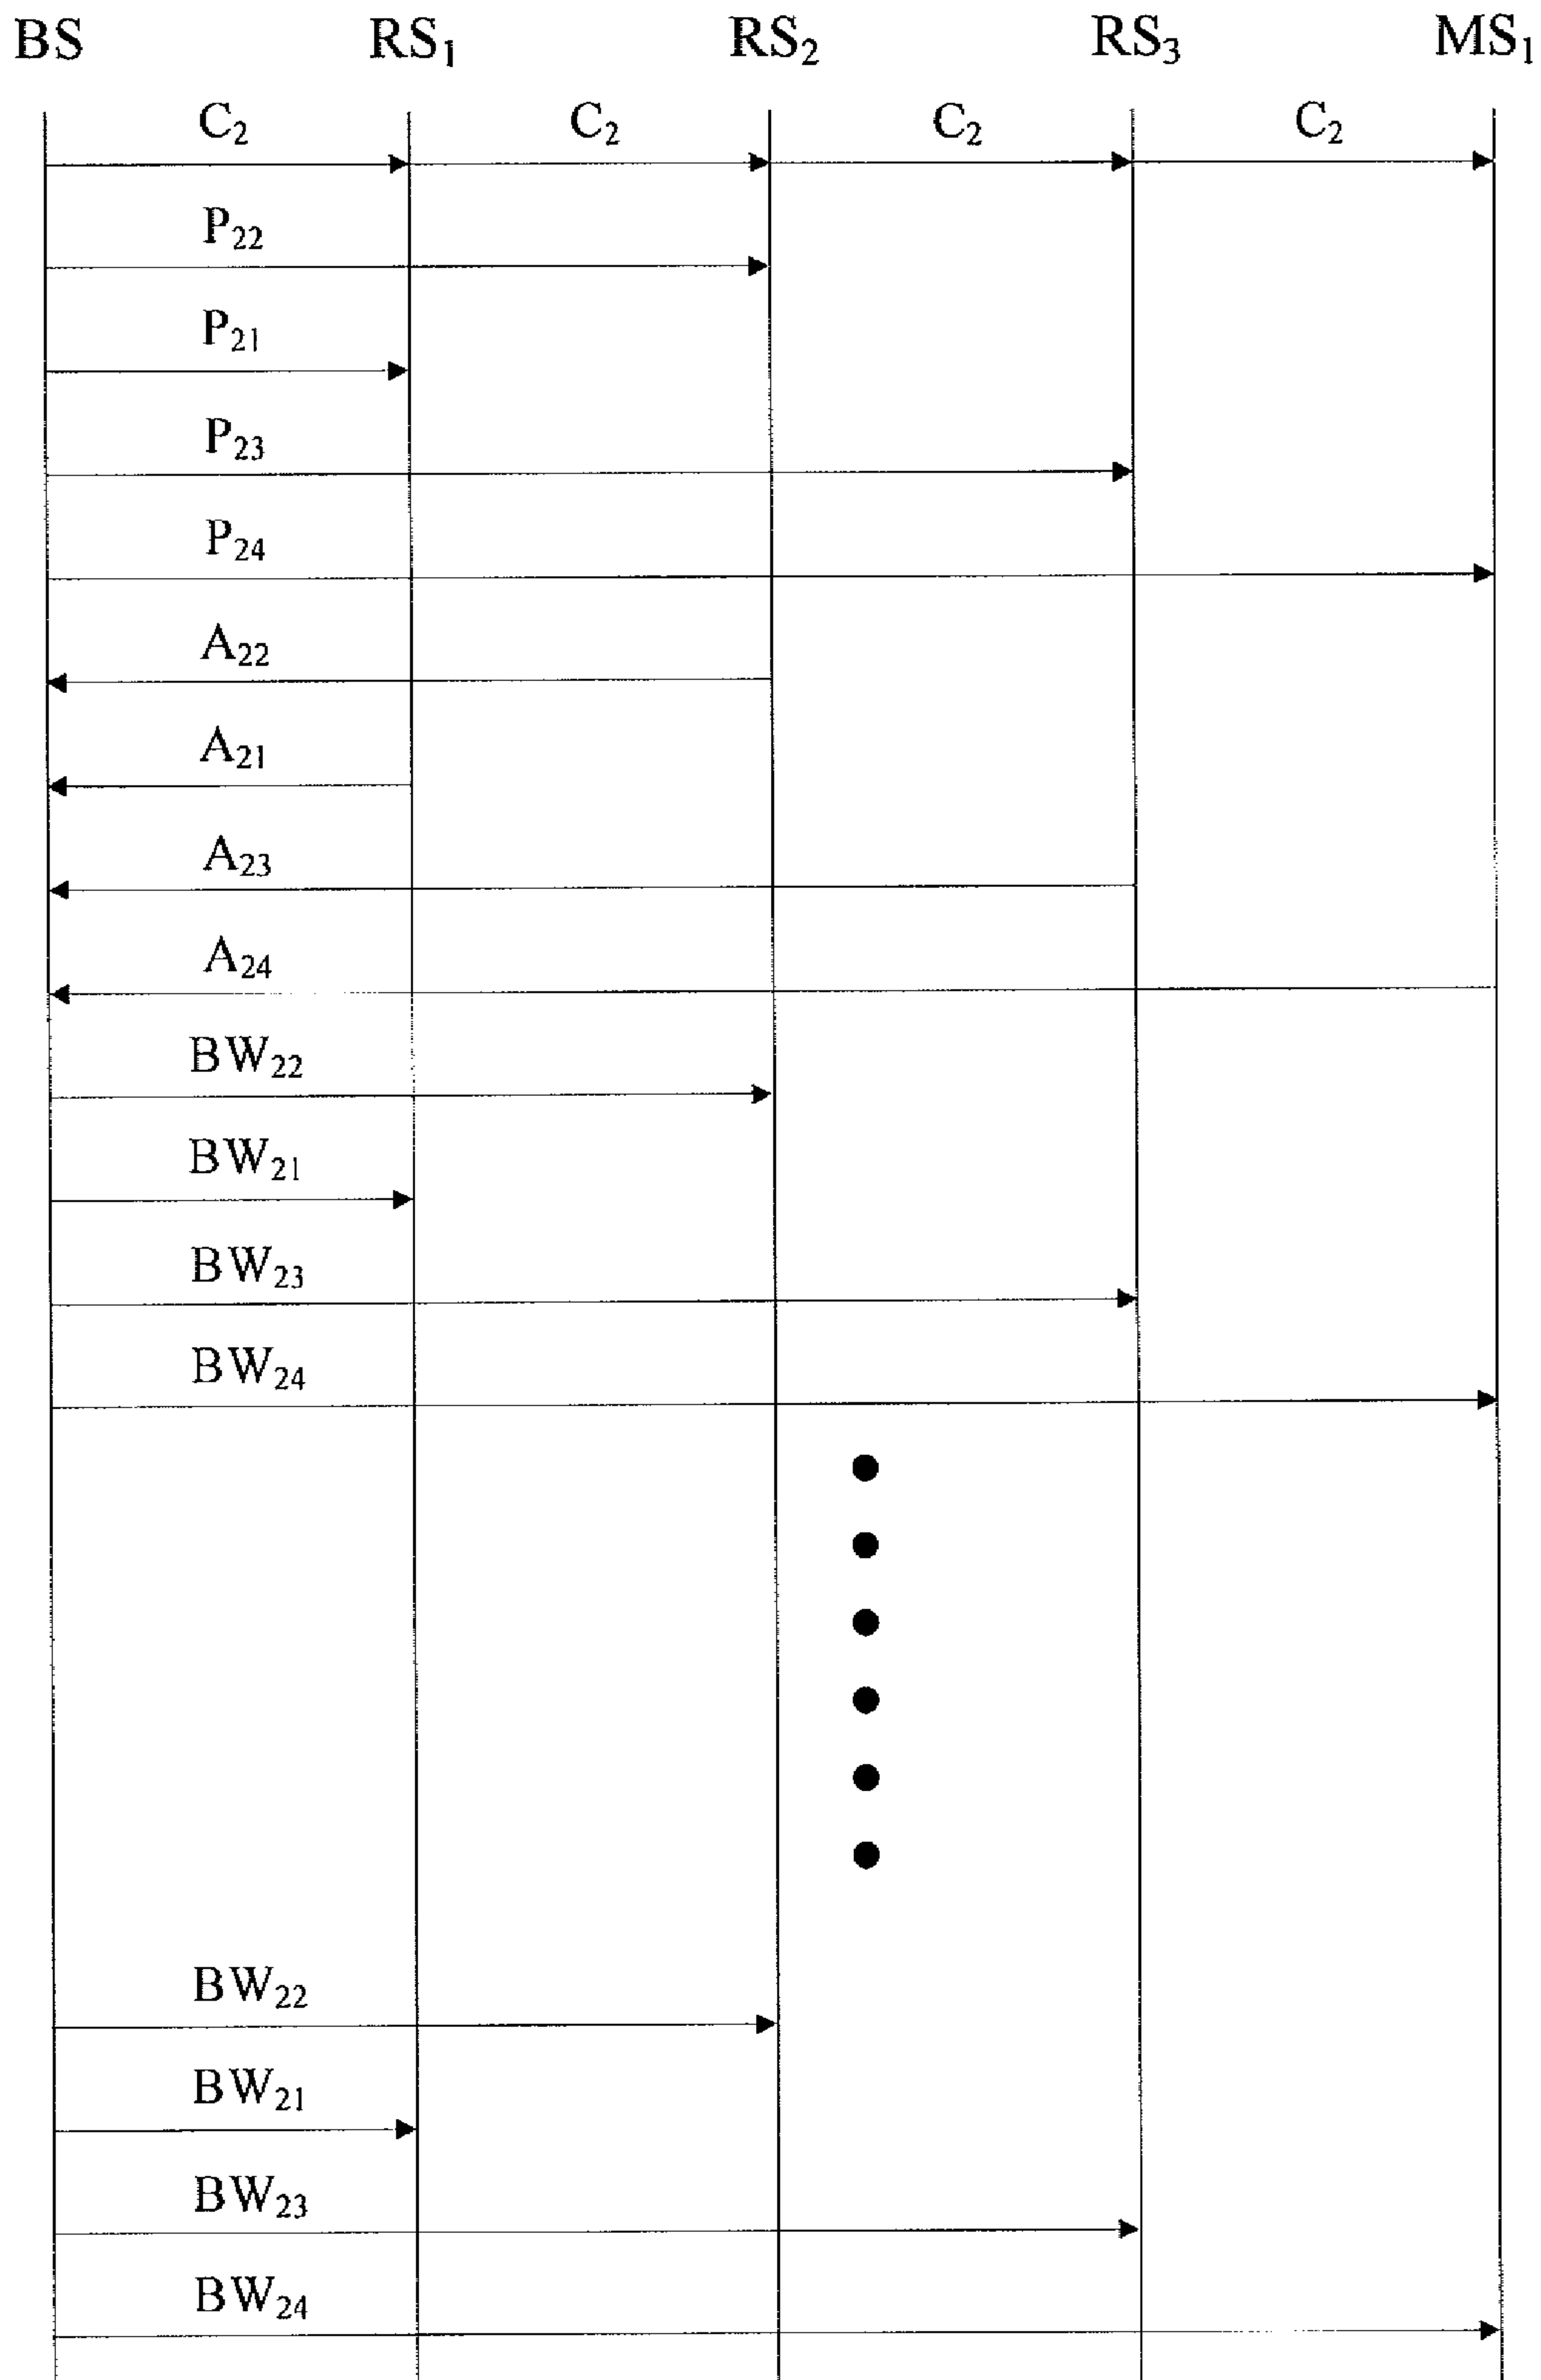 BS RS₁ RS₂ RS₃ MS₁
C₂ C₂ C₂ C₂
P₂₂
P₂₁
P₂₃
P₂₄
A₂₂
A₂₁
A₂₃
A₂₄
BW₂₂
BW₂₁
BW₂₃
BW₂₄
BW₂₂
BW₂₁
BW₂₃
BW₂₄